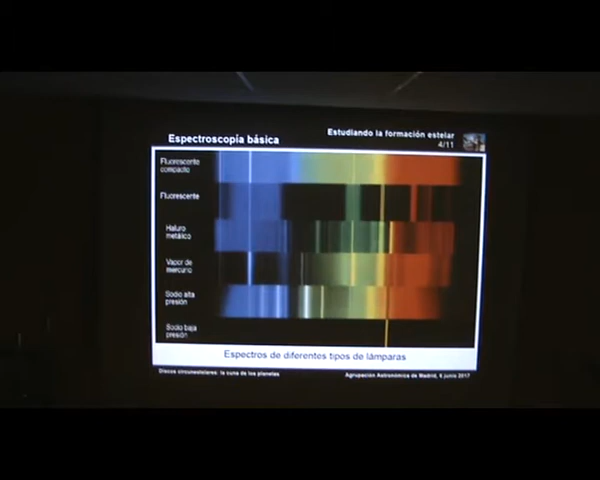 Espectroscopía básica
Estudiando la formación estelar
4/11
Fluorescente
compacto
Fluorescente
Haluro
metálico
Vapor de
mercurio
Sodio alta
presión
Sodio baja
presión
Espectros de diferentes tipos de lámparas
Discos circunestelares: la cuna de los planetas
Agrupación Astronómica de Madrid, 6 junio 2017